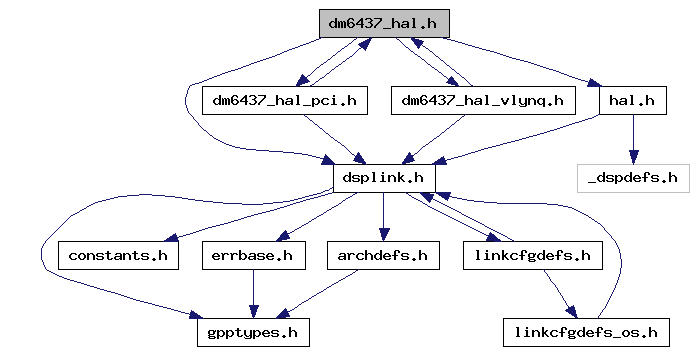 dm6437_hal.h
dm6437_hal_pci.h
dm6437_hal_vlynq.h
hal.h
dsplink.h
_dspdefs.h
constants.h
errbase.h
archdefs.h
linkcfgdefs.h
gpptypes.h
linkcfgdefs_os.h